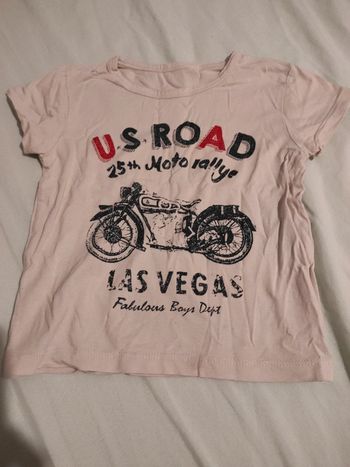 U.S. ROAD
25th Moto rallye
LAS VEGAS
Fabulous Boys Dept